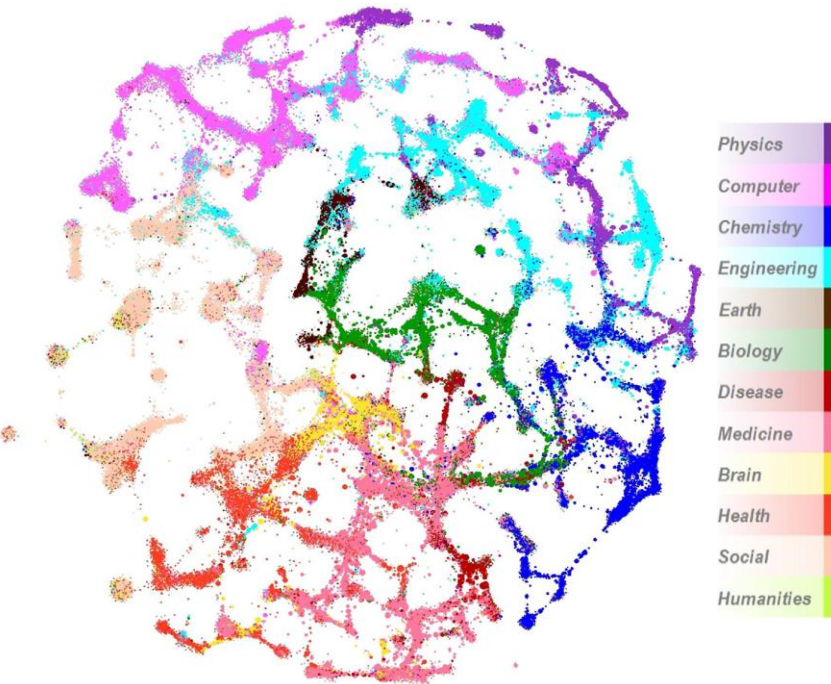 Physics
Computer
Chemistry
Engineering
Earth
Biology
Disease
Medicine
Brain
Health
Social
Humanities